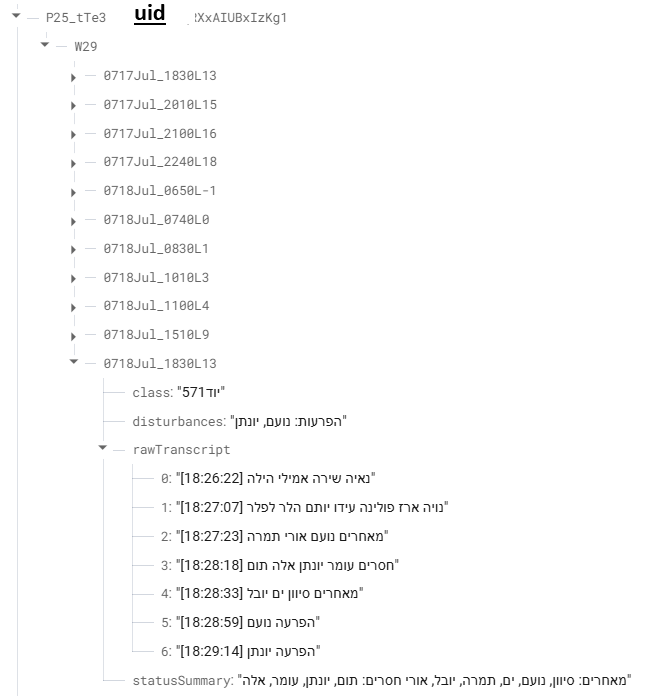 P25_tTe3 uid XxAIUBxIzKg1
W29
0717Jul_1830L13
0717Jul_2010L15
0717Jul_2100L16
0717Jul_2240L18
0718Jul_0650L-1
0718Jul_0740L0
0718Jul_0830L1
0718Jul_1010L3
0718Jul_1100L4
0718Jul_1510L9
0718Jul_1830L13
class: "יוד571"
disturbances: "הפרעות: נועם, יונתן"
rawTranscript
0: "[18:26:22] נאיה שירה אמילי הילה"
1: "[18:27:07] נויה ארז פולינה עידו יותם הלר לפלר"
2: "[18:27:23] מאחרים נועם אורי תמרה"
3: "[18:28:18] חסרים עומר יונתן אלה תום"
4: "[18:28:33] מאחרים סיוון ים יובל"
5: "[18:28:59] הפרעה נועם"
6: "[18:29:14] הפרעה יונתן"
statusSummary: "מאחרים: סיוון, נועם, ים, תמרה, יובל, אורי חסרים: תום, יונתן, עומר, אלה"